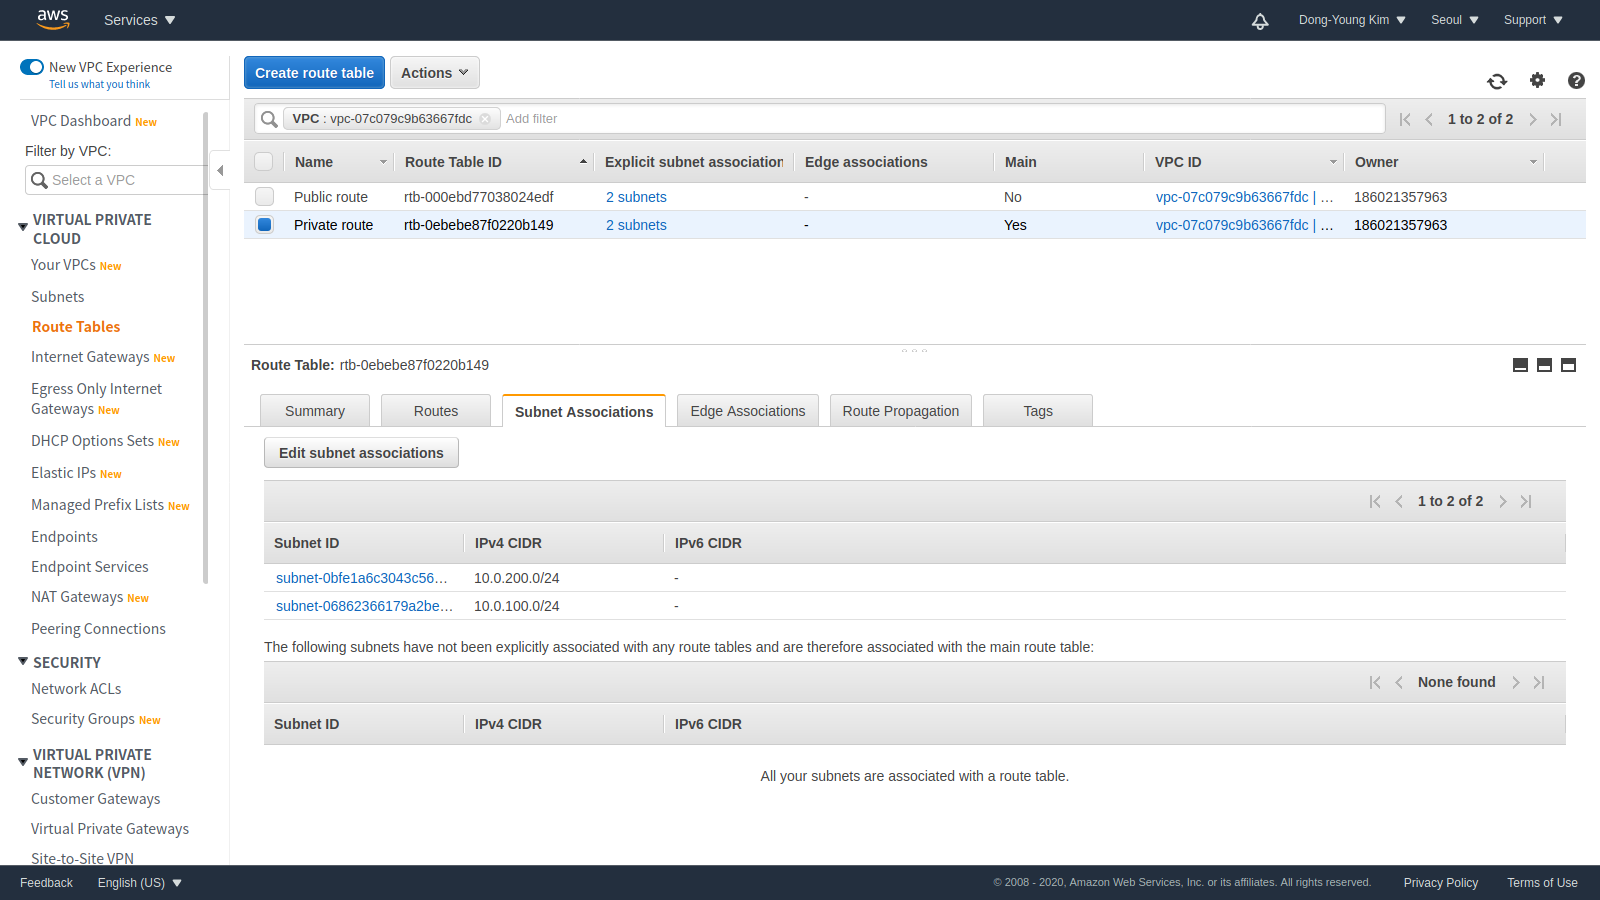 aws
Services
Dong-Young Kim
Seoul
Support
New VPC Experience
Tell us what you think
VPC Dashboard New
Filter by VPC:
Select a VPC
VIRTUAL PRIVATE
CLOUD
Your VPCs New
Subnets
Route Tables
Internet Gateways New
Egress Only Internet
Gateways New
DHCP Options Sets New
Elastic IPs New
Managed Prefix Lists New
Endpoints
Endpoint Services
NAT Gateways New
Peering Connections
SECURITY
Network ACLs
Security Groups New
VIRTUAL PRIVATE
NETWORK (VPN)
Customer Gateways
Virtual Private Gateways
Site-to-Site VPN
Create route table
Actions
VPC : vpc-07c079c9b63667fdc
Add filter
1 to 2 of 2
Name Route Table ID Explicit subnet association Edge associations Main VPC ID Owner
Public route rtb-000ebd77038024edf 2 subnets - No vpc-07c079c9b63667fdc | ... 186021357963
Private route rtb-0ebebe87f0220b149 2 subnets - Yes vpc-07c079c9b63667fdc | ... 186021357963
Route Table: rtb-0ebebe87f0220b149
Summary Routes Subnet Associations Edge Associations Route Propagation Tags
Edit subnet associations
1 to 2 of 2
Subnet ID IPv4 CIDR IPv6 CIDR
subnet-0bfe1a6c3043c56... 10.0.200.0/24 -
subnet-06862366179a2be... 10.0.100.0/24 -
The following subnets have not been explicitly associated with any route tables and are therefore associated with the main route table:
None found
Subnet ID IPv4 CIDR IPv6 CIDR
All your subnets are associated with a route table.
Feedback
English (US)
© 2008 - 2020, Amazon Web Services, Inc. or its affiliates. All rights reserved.
Privacy Policy
Terms of Use